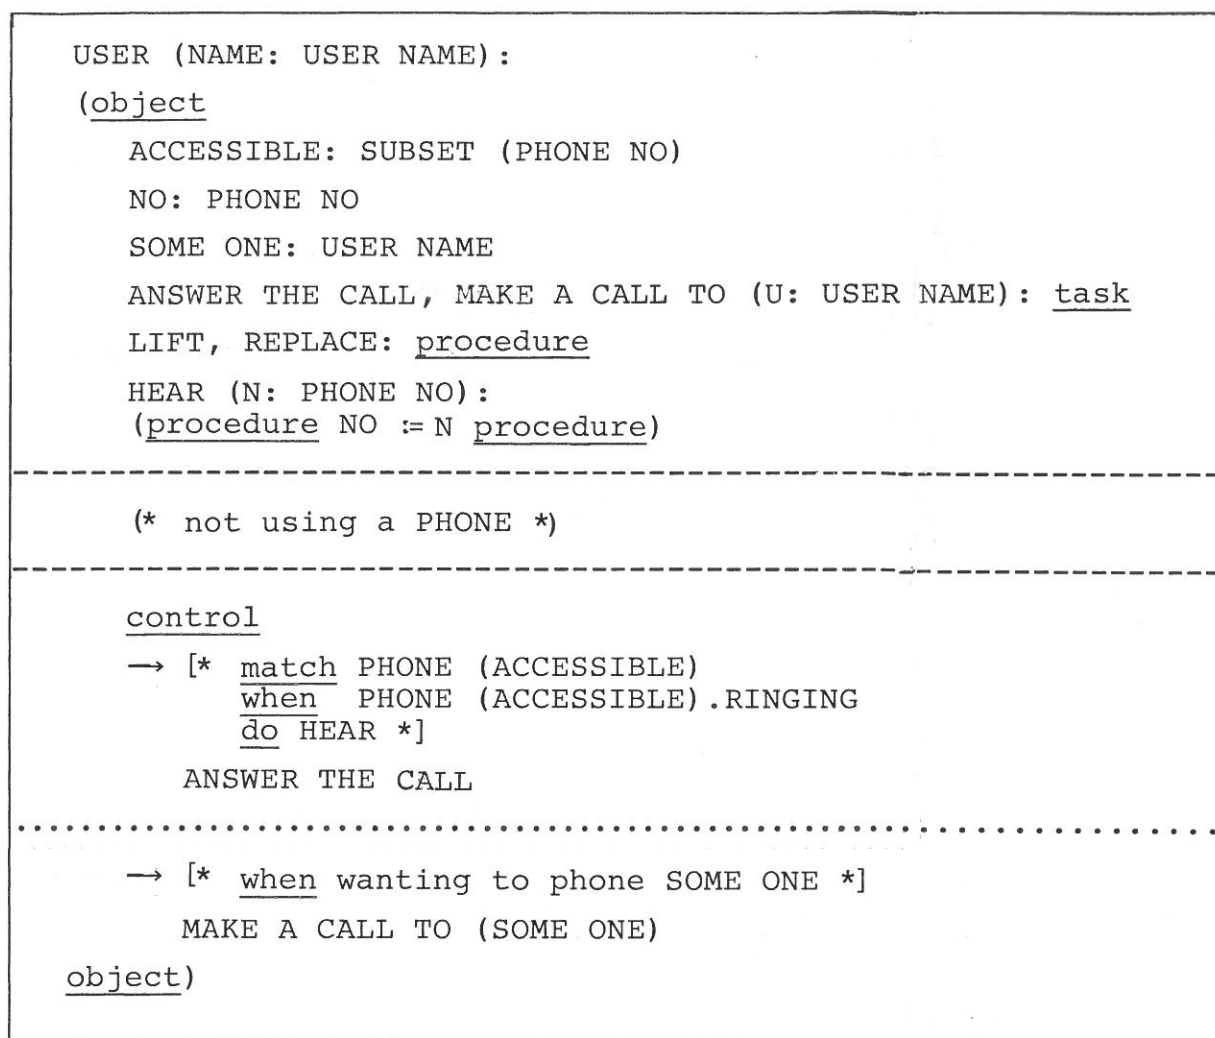 USER (NAME: USER NAME):
(object
ACCESSIBLE: SUBSET (PHONE NO)
NO: PHONE NO
SOME ONE: USER NAME
ANSWER THE CALL, MAKE A CALL TO (U: USER NAME): task
LIFT, REPLACE: procedure
HEAR (N: PHONE NO):
(procedure NO := N procedure)
(* not using a PHONE *)
control
→ [* match PHONE (ACCESSIBLE)
when PHONE (ACCESSIBLE).RINGING
do HEAR *]
ANSWER THE CALL
→ [* when wanting to phone SOME ONE *]
MAKE A CALL TO (SOME ONE)
object)